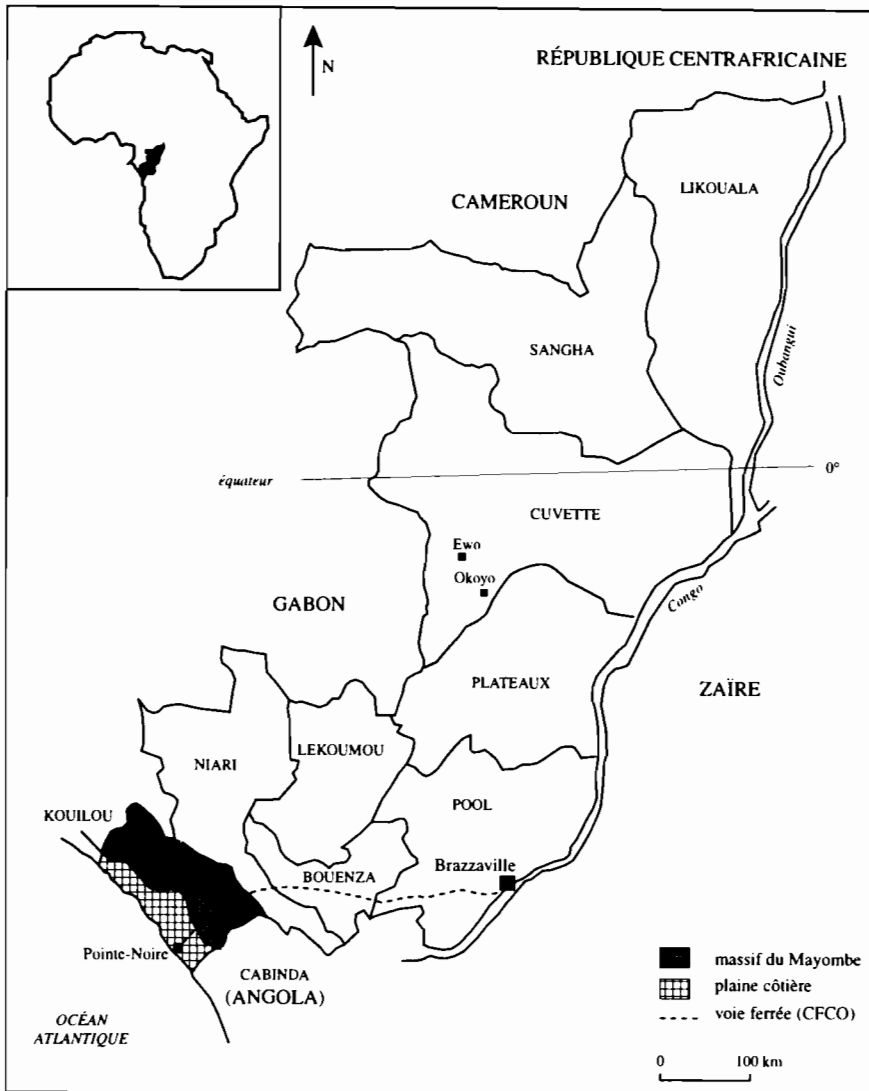 N
RÉPUBLIQUE CENTRAFRICAINE
LIKOUALA
CAMEROUN
SANGHA
Oubangui
équateur
0°
CUVETTE
Ewo
Okoyo
Congo
GABON
PLATEAUX
ZAÏRE
NIARI
LEKOUMOU
KOUILOU
POOL
BOUENZA
Brazzaville
Pointe-Noire
CABINDA
(ANGOLA)
OCÉAN
ATLANTIQUE
massif du Mayombe
plaine côtière
voie ferrée (CFCO)
0 100 km